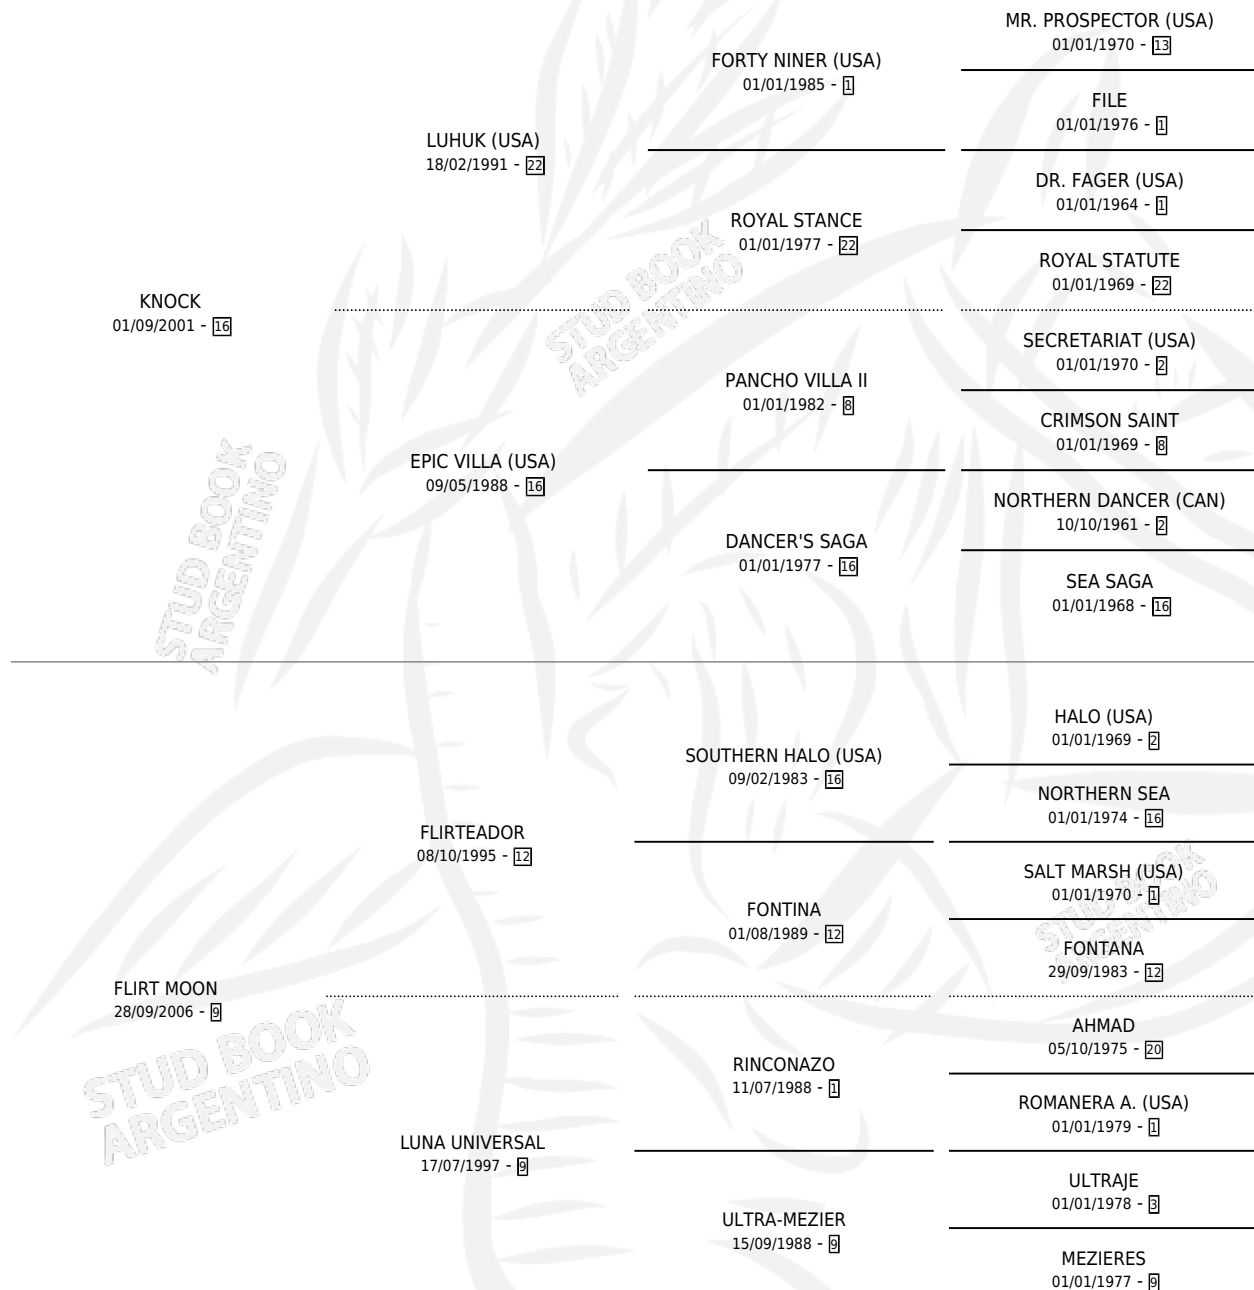 MR. PROSPECTOR (USA)
01/01/1970 - 13
FORTY NINER (USA)
01/01/1985 - 1
FILE
01/01/1976 - 1
LUHUK (USA)
18/02/1991 - 22
DR. FAGER (USA)
01/01/1964 - 1
ROYAL STANCE
01/01/1977 - 22
ROYAL STATUTE
01/01/1969 - 22
KNOCK
01/09/2001 - 16
SECRETARIAT (USA)
01/01/1970 - 2
PANCHO VILLA II
01/01/1982 - 8
CRIMSON SAINT
01/01/1969 - 8
EPIC VILLA (USA)
09/05/1988 - 16
NORTHERN DANCER (CAN)
10/10/1961 - 2
DANCER'S SAGA
01/01/1977 - 16
SEA SAGA
01/01/1968 - 16
HALO (USA)
01/01/1969 - 2
SOUTHERN HALO (USA)
09/02/1983 - 16
NORTHERN SEA
01/01/1974 - 16
FLIRTEADOR
08/10/1995 - 12
SALT MARSH (USA)
01/01/1970 - 1
FONTINA
01/08/1989 - 12
FONTANA
29/09/1983 - 12
FLIRT MOON
28/09/2006 - 9
AHMAD
05/10/1975 - 20
RINCONAZO
11/07/1988 - 1
ROMANERA A. (USA)
01/01/1979 - 1
LUNA UNIVERSAL
17/07/1997 - 9
ULTRAJE
01/01/1978 - 3
ULTRA-MEZIER
15/09/1988 - 9
MEZIERES
01/01/1977 - 9
STUD BOOK
ARGENTINO
STUD BOOK
ARGENTINO
STUD BOOK
ARGENTINO
STUD BOOK
ARGENTINO